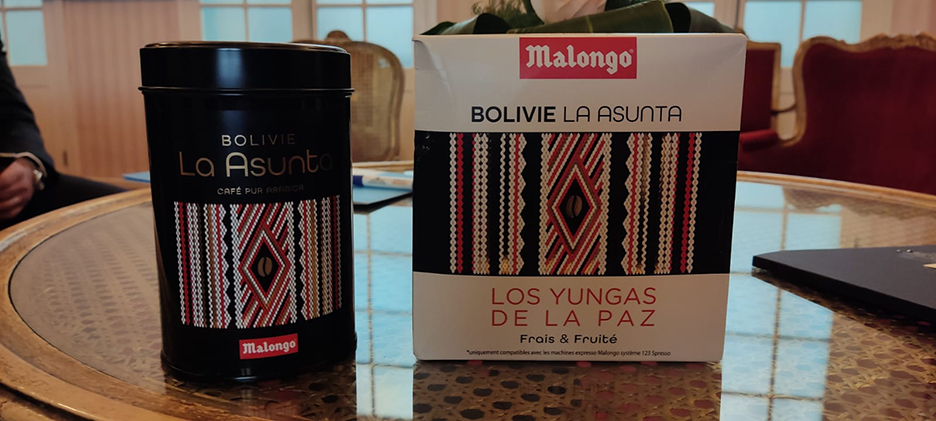 BOLIVIE
La Asunta
CAFÉ PUR ARABICA
Malongo
Malongo®
BOLIVIE LA ASUNTA
LOS YUNGAS
DE LA PAZ
Frais & Fruité
*uniquement compatibles avec les machines expresso Malongo système 123 Spresso